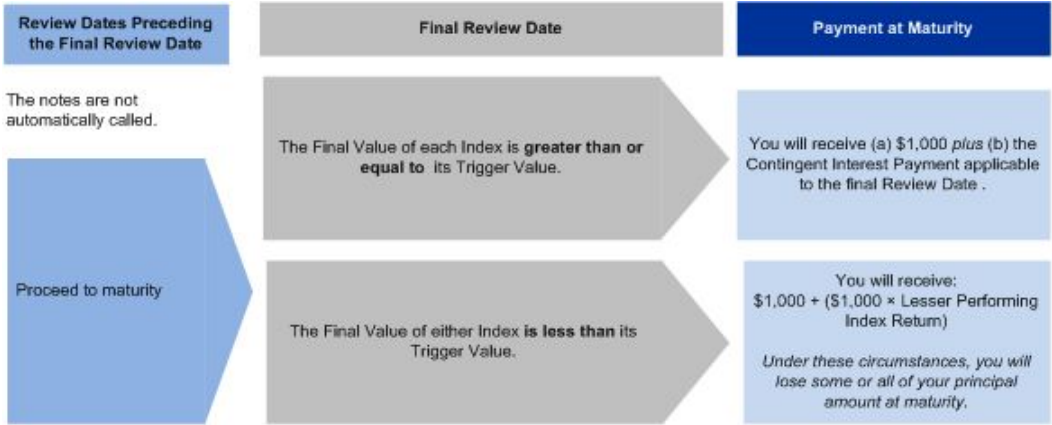 Review Dates Preceding
the Final Review Date
Final Review Date
Payment at Maturity
The notes are not
automatically called.
Proceed to maturity
The Final Value of each Index is greater than or
equal to its Trigger Value.
You will receive (a) $1,000 plus (b) the
Contingent Interest Payment applicable
to the final Review Date .
The Final Value of either Index is less than its
Trigger Value.
You will receive:
$1,000 + ($1,000 × Lesser Performing
Index Return)
Under these circumstances, you will
lose some or all of your principal
amount at maturity.